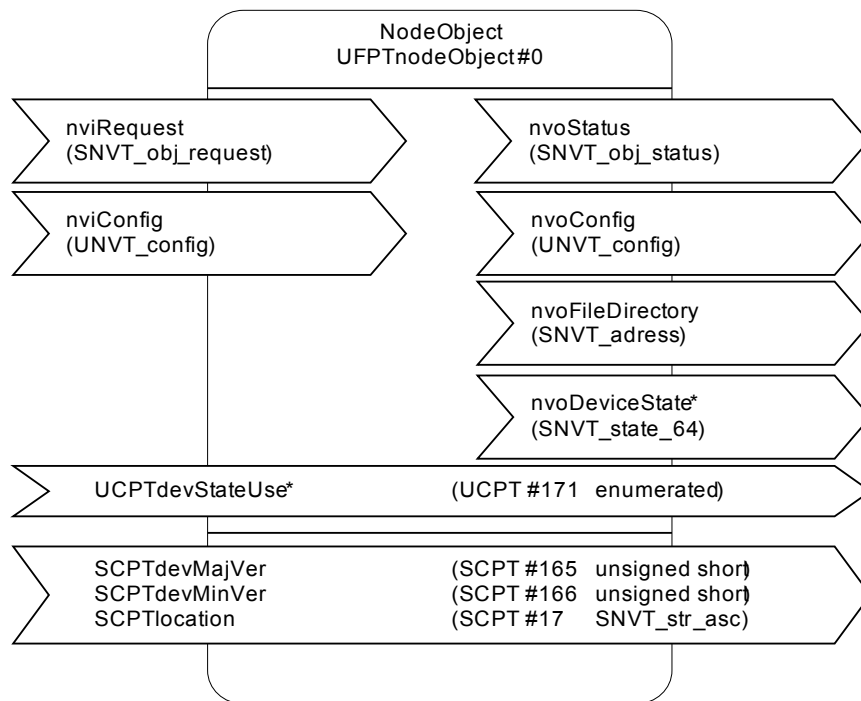 NodeObject
UFPTnodeObject#0
nviRequest
(SNVT_obj_request)
nvoStatus
(SNVT_obj_status)
nviConfig
(UNVT_config)
nvoConfig
(UNVT_config)
nvoFileDirectory
(SNVT_adress)
nvoDeviceState*
(SNVT_state_64)
UCPTdevStateUse* (UCPT #171 enumerated)
SCPTdevMajVer (SCPT #165 unsigned short)
SCPTdevMinVer (SCPT #166 unsigned short)
SCPTlocation (SCPT #17 SNVT_str_asc)